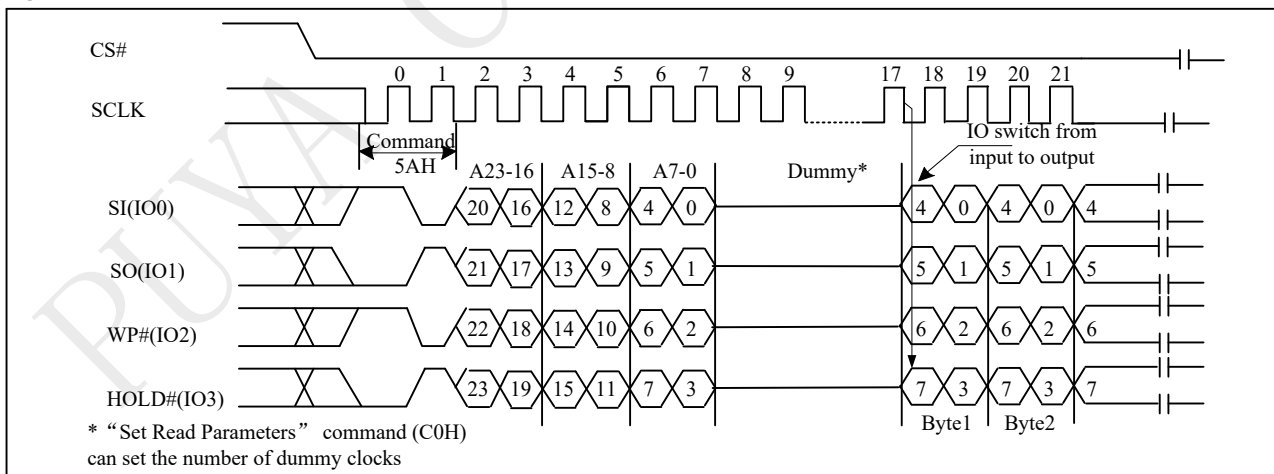 CS#
0 1 2 3 4 5 6 7 8 9 17 18 19 20 21
SCLK
Command
5AH
IO switch from
input to output
A23-16 A15-8 A7-0 Dummy*
SI(IO0) 20 16 12 8 4 0 4 0 4 0 4
SO(IO1) 21 17 13 9 5 1 5 1 5 1 5
WP#(IO2) 22 18 14 10 6 2 6 2 6 2 6
HOLD#(IO3) 23 19 15 11 7 3 7 3 7 3 7
Byte1 Byte2
* “Set Read Parameters” command (C0H)
can set the number of dummy clocks
PUYA